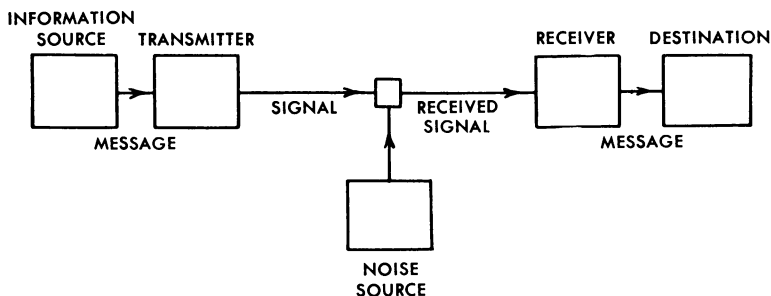 INFORMATION
SOURCE
TRANSMITTER
RECEIVER
DESTINATION
SIGNAL
RECEIVED
SIGNAL
MESSAGE
MESSAGE
NOISE
SOURCE